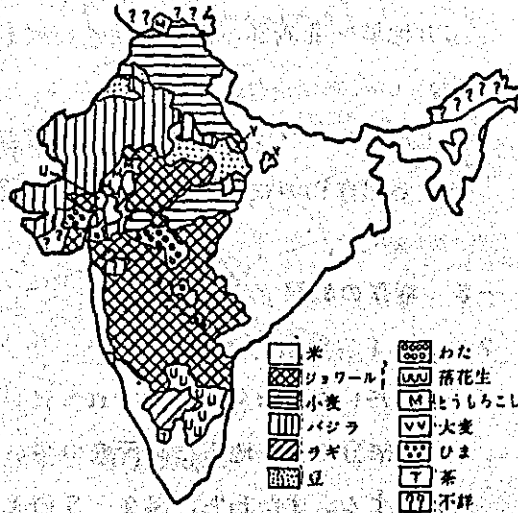 米
ジョワール
小麦
バジラ
ラギ
豆
わた
落花生
とうもろこし
大麦
ひま
茶
不詳
U
M
T
V V
U U
? ?